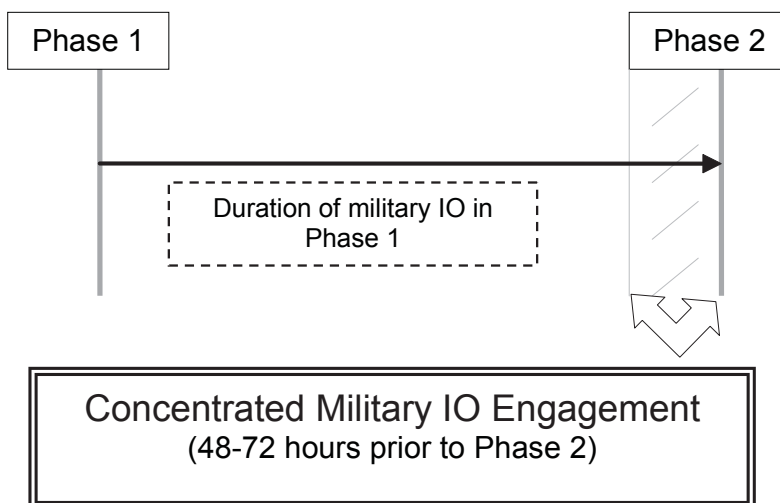 Phase 1
Phase 2
Duration of military IO in
Phase 1
Concentrated Military IO Engagement
(48-72 hours prior to Phase 2)